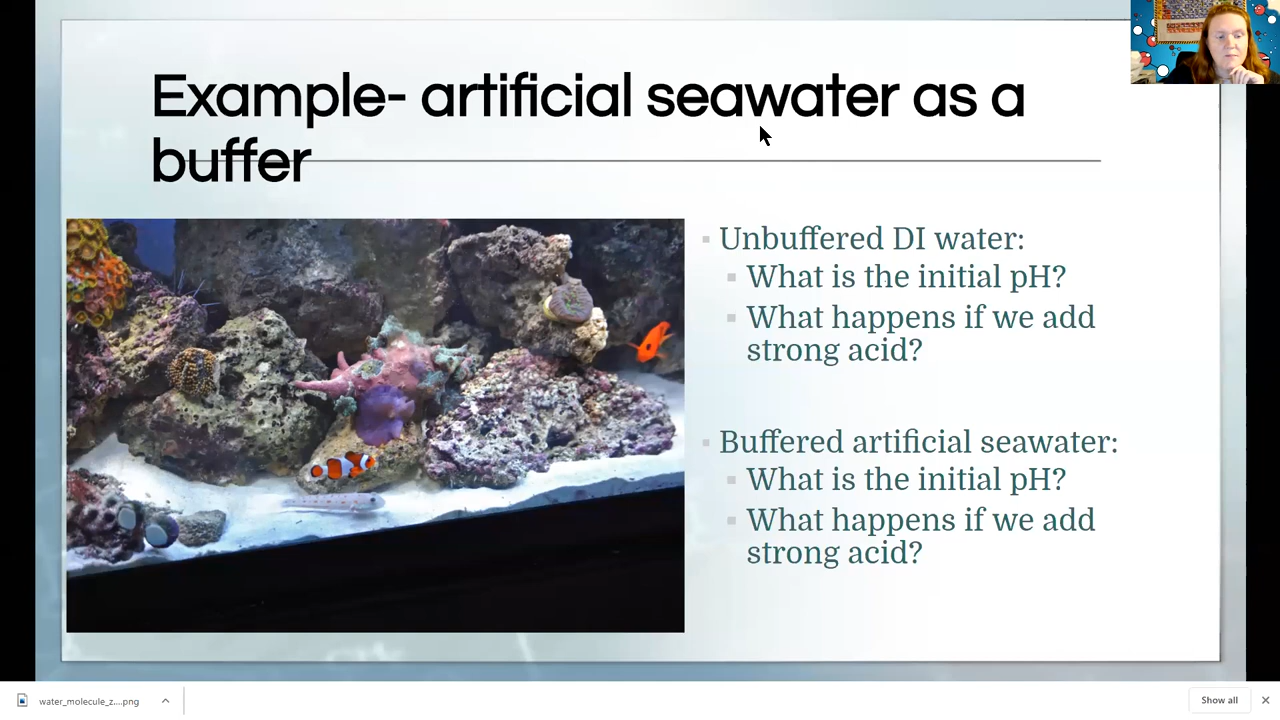 Example- artificial seawater as a
buffer
Unbuffered DI water:
What is the initial pH?
What happens if we add
strong acid?
Buffered artificial seawater:
What is the initial pH?
What happens if we add
strong acid?
water_molecule_z....png
Show all